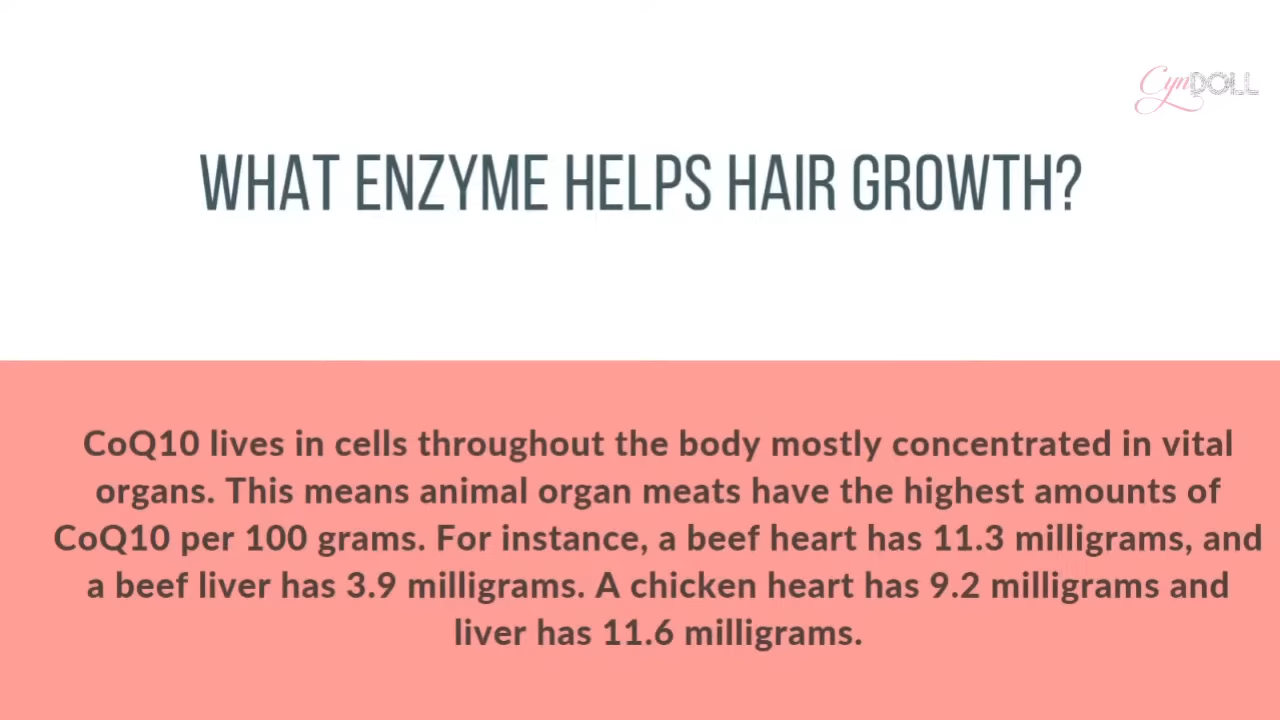 CynDOLL
WHAT ENZYME HELPS HAIR GROWTH?
CoQ10 lives in cells throughout the body mostly concentrated in vital
organs. This means animal organ meats have the highest amounts of
CoQ10 per 100 grams. For instance, a beef heart has 11.3 milligrams, and
a beef liver has 3.9 milligrams. A chicken heart has 9.2 milligrams and
liver has 11.6 milligrams.